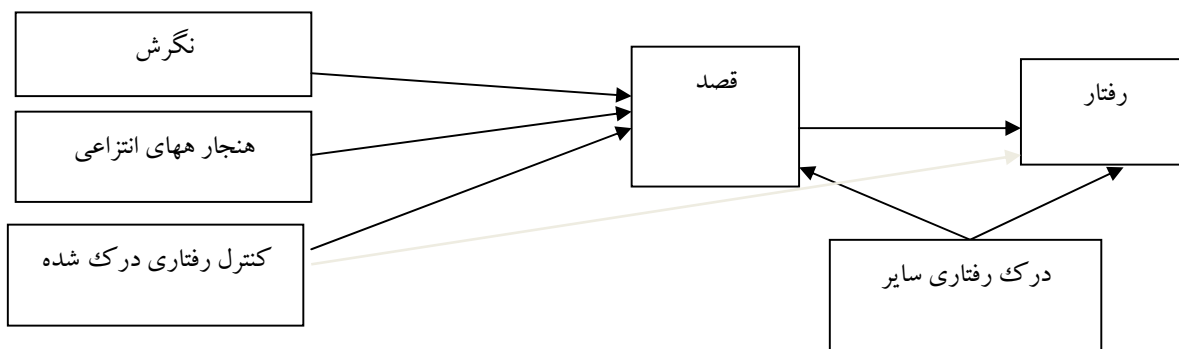 نگرش
قصد
رفتار
هنجار ههای انتزاعی
کنترل رفتاری درک شده
درک رفتاری سایر